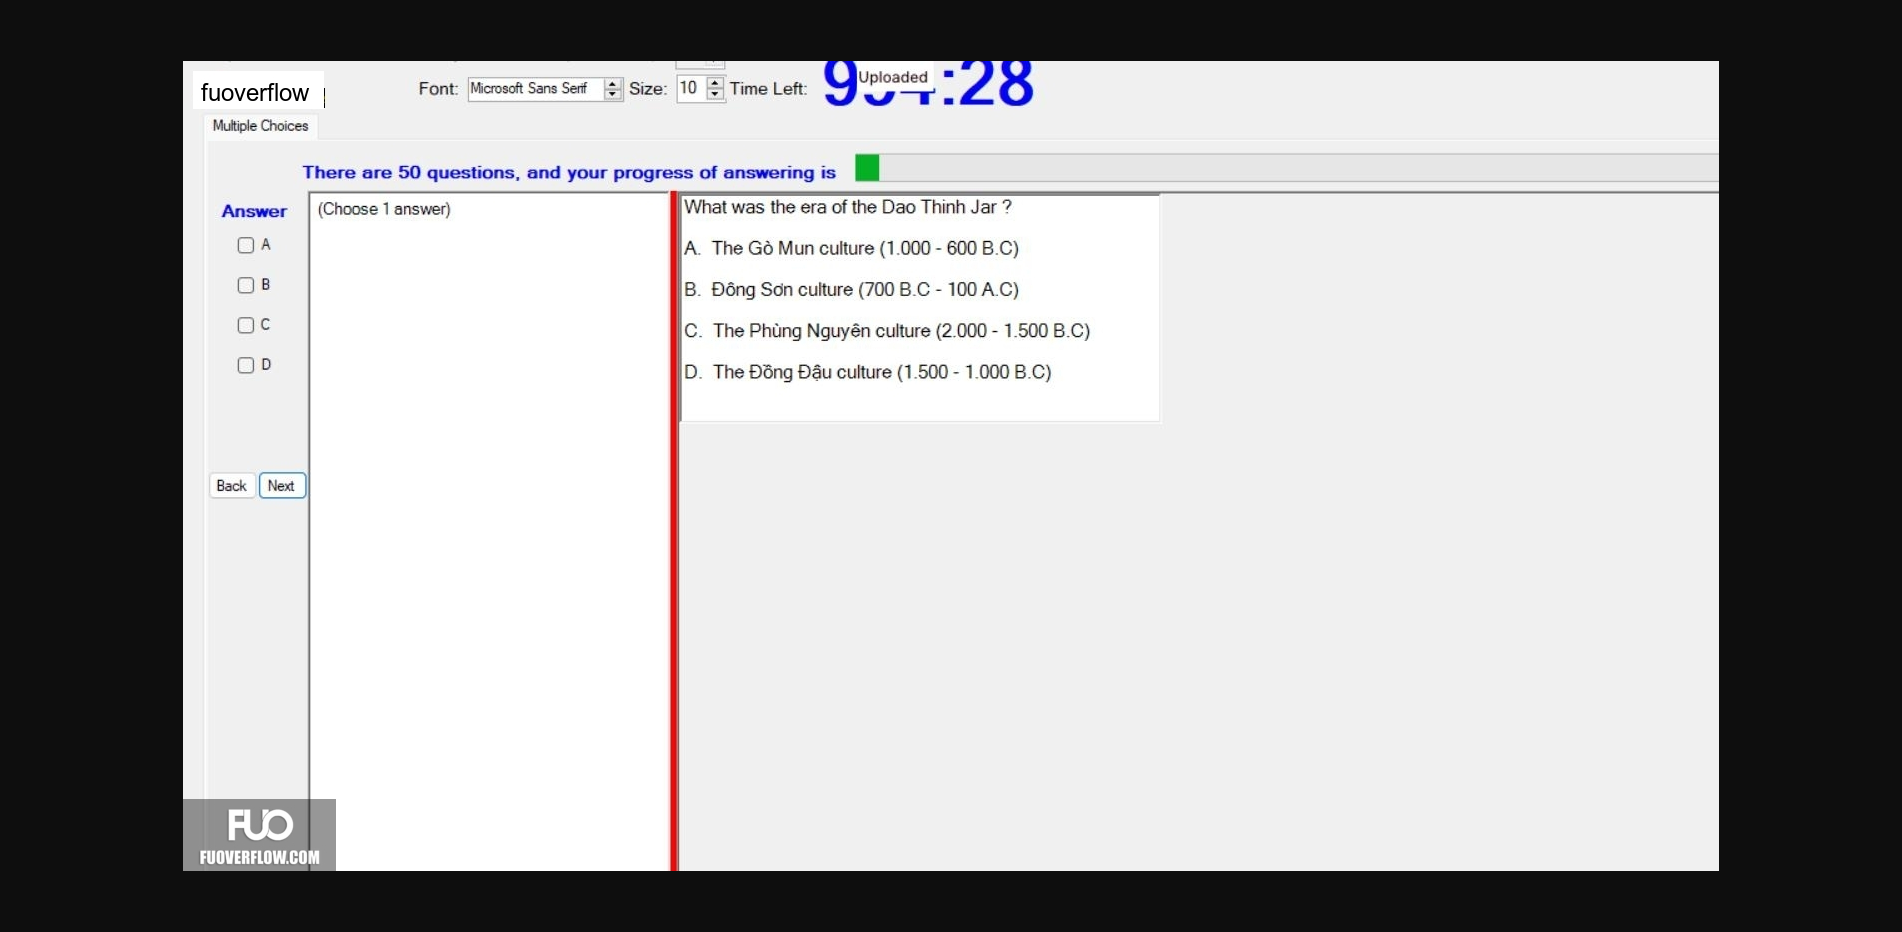 fuoverflow
Font: Microsoft Sans Serif Size: 10 Time Left: Uploaded :28
Multiple Choices
There are 50 questions, and your progress of answering is
Answer
(Choose 1 answer)
A
B
C
D
Back Next
What was the era of the Dao Thinh Jar ?
A. The Gò Mun culture (1.000 - 600 B.C)
B. Đông Sơn culture (700 B.C - 100 A.C)
C. The Phùng Nguyên culture (2.000 - 1.500 B.C)
D. The Đồng Đậu culture (1.500 - 1.000 B.C)
FUO
FUOVERFLOW.COM